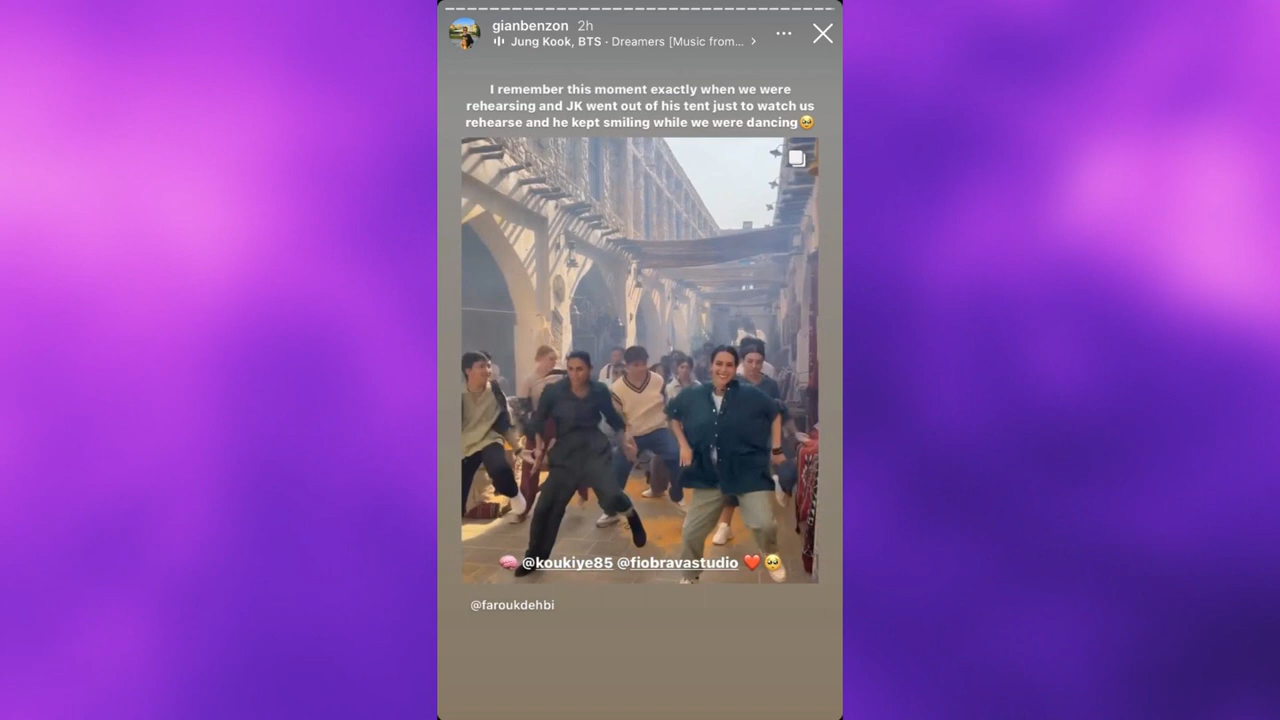 gianbenzon 2h
Jung Kook, BTS · Dreamers [Music from... >
I remember this moment exactly when we were
rehearsing and JK went out of his tent just to watch us
rehearse and he kept smiling while we were dancing🥹
🧠 @koukiye85 @fiobravastudio ❤️🥹
@faroukdehbi